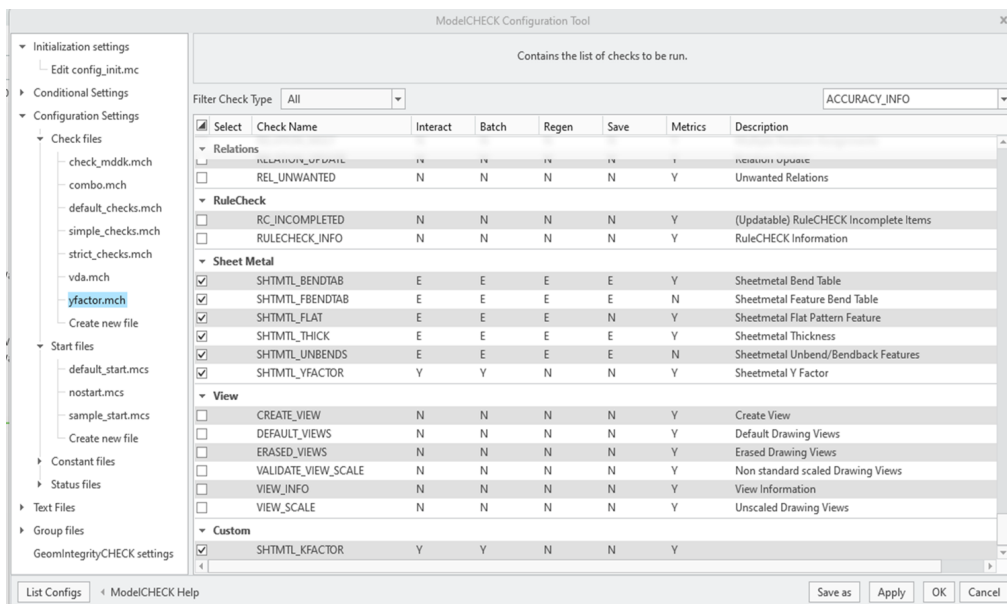 ModelCHECK Configuration Tool
Initialization settings
Edit config_init.mc
Conditional Settings
Configuration Settings
Check files
check_mddk.mch
combo.mch
default_checks.mch
simple_checks.mch
strict_checks.mch
vda.mch
yfactor.mch
Create new file
Start files
default_start.mcs
nostart.mcs
sample_start.mcs
Create new file
Constant files
Status files
Text Files
Group files
GeomIntegrityCHECK settings
Contains the list of checks to be run.
Filter Check Type All ACCURACY_INFO
Select Check Name Interact Batch Regen Save Metrics Description
Relations
RELATION_UPDATE N N N N Y Relation Update
REL_UNWANTED N N N N Y Unwanted Relations
RuleCheck
RC_INCOMPLETED N N N N Y (Updatable) RuleCHECK Incomplete Items
RULECHECK_INFO N N N N Y RuleCHECK Information
Sheet Metal
SHTMTL_BENDTAB E E E E Y Sheetmetal Bend Table
SHTMTL_FBENDTAB E E E E N Sheetmetal Feature Bend Table
SHTMTL_FLAT E E E N Y Sheetmetal Flat Pattern Feature
SHTMTL_THICK E E E E Y Sheetmetal Thickness
SHTMTL_UNBENDS E E E E N Sheetmetal Unbend/Bendback Features
SHTMTL_YFACTOR Y Y N N Y Sheetmetal Y Factor
View
CREATE_VIEW N N N N Y Create View
DEFAULT_VIEWS N N N N Y Default Drawing Views
ERASED_VIEWS N N N N Y Erased Drawing Views
VALIDATE_VIEW_SCALE N N N N Y Non standard scaled Drawing Views
VIEW_INFO N N N N Y View Information
VIEW_SCALE N N N N Y Unscaled Drawing Views
Custom
SHTMTL_KFACTOR Y Y N N Y
List Configs ModelCHECK Help Save as Apply OK Cancel